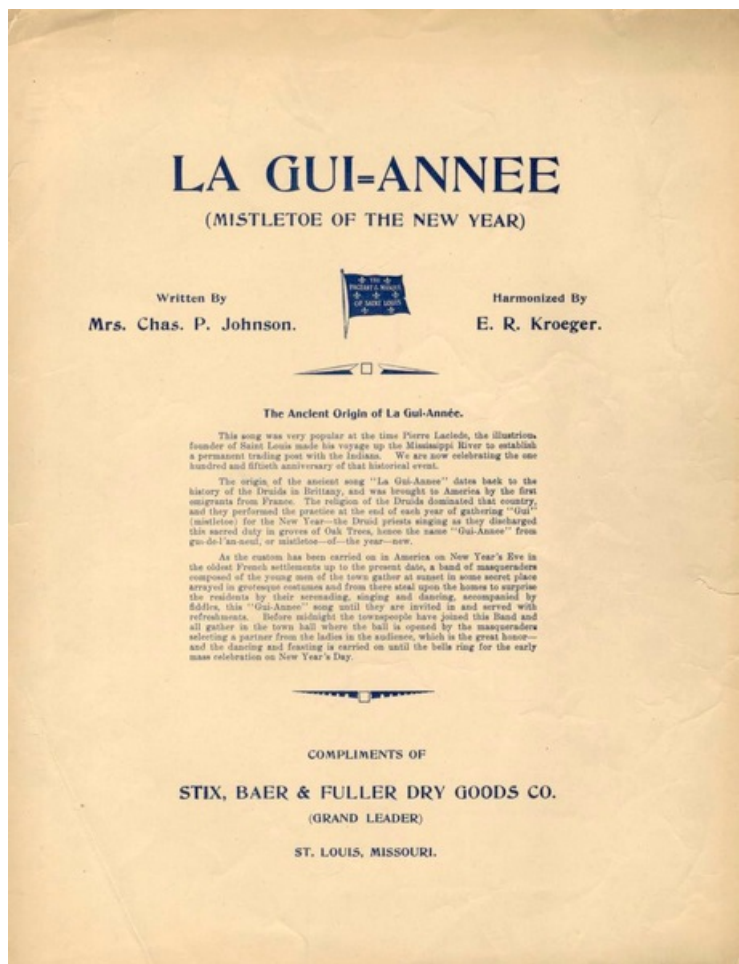 LA GUI=ANNEE
(MISTLETOE OF THE NEW YEAR)
THE
PAGEANT & MASQUE
OF SAINT LOUIS
Written By
Mrs. Chas. P. Johnson.
Harmonized By
E. R. Kroeger.
The Ancient Origin of La Gui-Année.
This song was very popular at the time Pierre Laclede, the illustrious
founder of Saint Louis made his voyage up the Mississippi River to establish
a permanent trading post with the Indians. We are now celebrating the one
hundred and fiftieth anniversary of that historical event.
The origin of the ancient song "La Gui-Annee" dates back to the
history of the Druids in Brittany, and was brought to America by the first
emigrants from France. The religion of the Druids dominated that country,
and they performed the practice at the end of each year of gathering "Gui"
(mistletoe) for the New Year—the Druid priests singing as they discharged
this sacred duty in groves of Oak Trees, hence the name "Gui-Annee" from
gui-de-l'an-neuf, or mistletoe—of—the year—new.
As the custom has been carried on in America on New Year's Eve in
the oldest French settlements up to the present date, a band of masqueraders
composed of the young men of the town gather at sunset in some secret place
arrayed in grotesque costumes and from there steal upon the homes to surprise
the residents by their serenading, singing and dancing, accompanied by
fiddles, this "Gui-Annee" song until they are invited in and served with
refreshments. Before midnight the townspeople have joined this Band and
all gather in the town hall where the ball is opened by the masqueraders
selecting a partner from the ladies in the audience, which is the great honor—
and the dancing and feasting is carried on until the bells ring for the early
mass celebration on New Year's Day.
COMPLIMENTS OF
STIX, BAER & FULLER DRY GOODS CO.
(GRAND LEADER)
ST. LOUIS, MISSOURI.